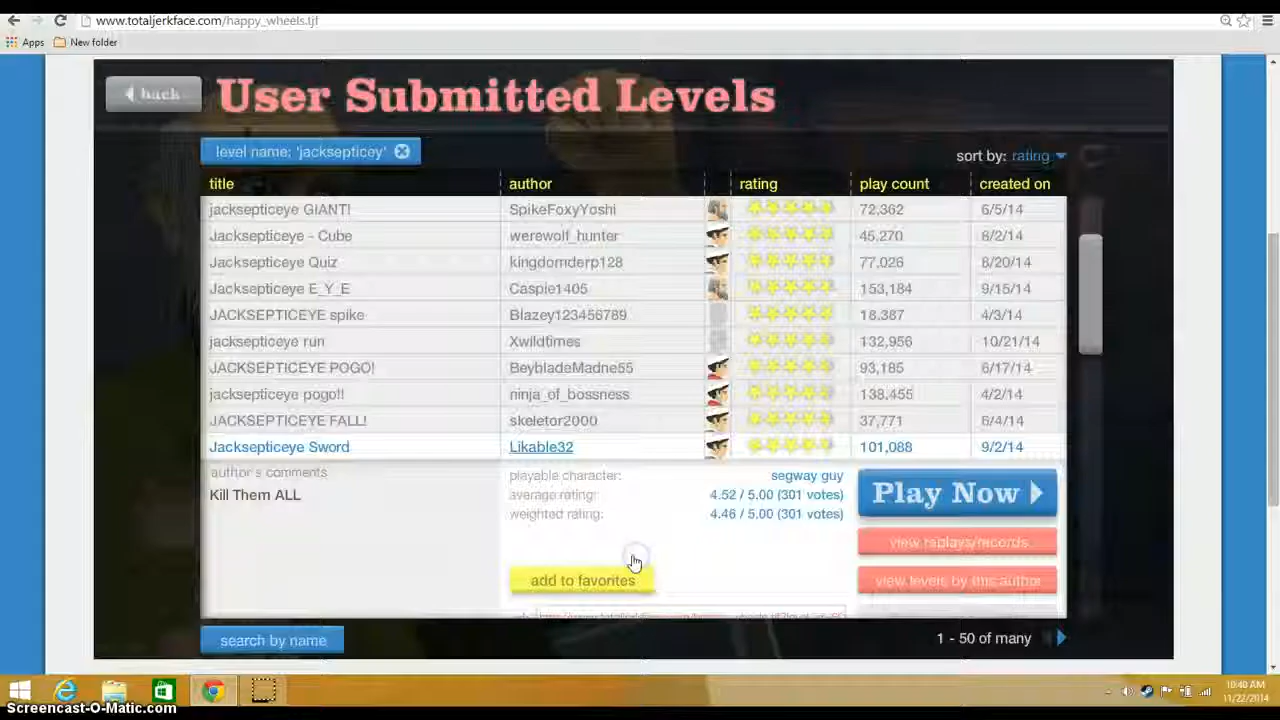 www.totaljerkface.com/happy_wheels.tjf
Apps New folder
back User Submitted Levels
level name: 'jacksepticey'
sort by: rating
title author rating play count created on
jacksepticeye GIANT! SpikeFoxyYoshi 72,362 6/5/14
Jacksepticeye - Cube werewolf_hunter 45,270 6/2/14
Jacksepticeye Quiz kingdomderp128 77,026 8/20/14
Jacksepticeye E_Y_E Caspie1405 153,184 9/15/14
JACKSEPTICEYE spike Blazey123456789 18,387 4/3/14
jacksepticeye run Xwildtimes 132,956 10/21/14
JACKSEPTICEYE POGO! BeybladeMadne55 93,185 6/17/14
jacksepticeye pogo!! ninja_of_bossness 138,455 4/2/14
JACKSEPTICEYE FALL! skeletor2000 37,771 6/4/14
Jacksepticeye Sword Likable32 101,088 9/2/14
author's comments
Kill Them ALL
playable character: segway guy
average rating: 4.52 / 5.00 (301 votes)
weighted rating: 4.46 / 5.00 (301 votes)
Play Now
view replays/records
add to favorites
view levels by this author
search by name
1 - 50 of many
10:40 AM
11/22/2014
Screencast-O-Matic.com